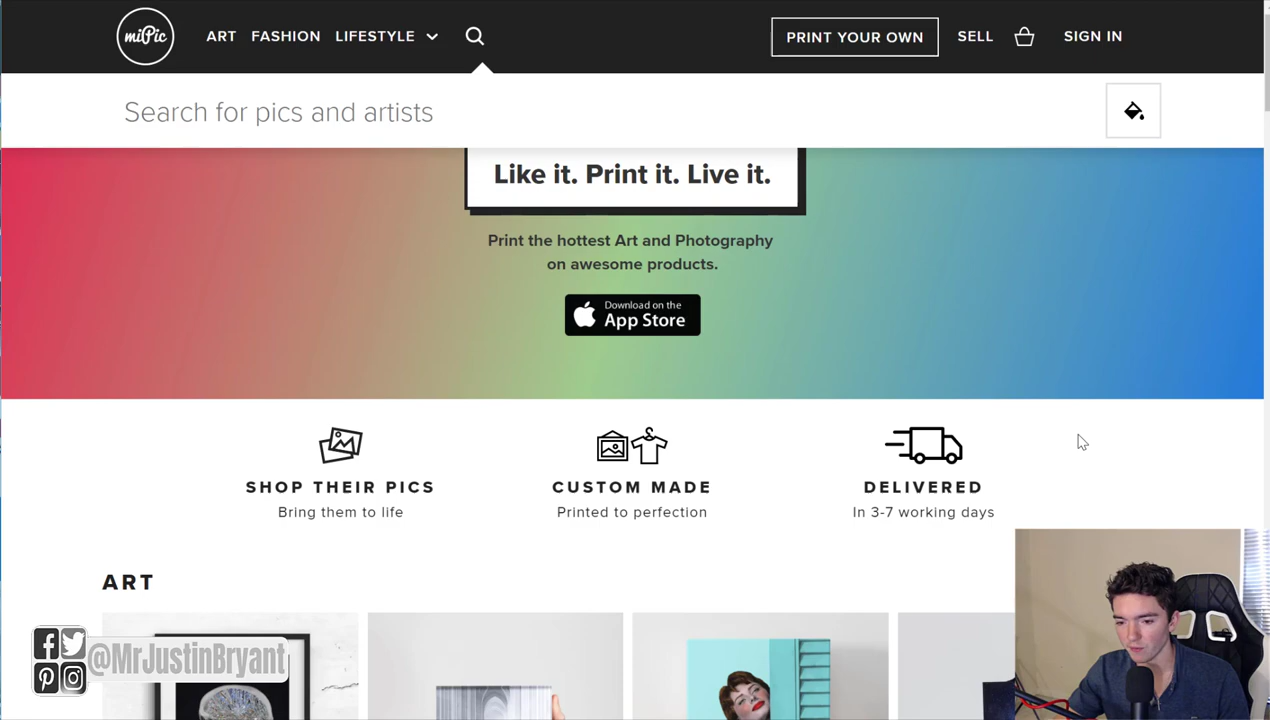 miPic
ART
FASHION
LIFESTYLE
PRINT YOUR OWN
SELL
SIGN IN
Search for pics and artists
Like it. Print it. Live it.
Print the hottest Art and Photography
on awesome products.
Download on the
App Store
SHOP THEIR PICS
Bring them to life
CUSTOM MADE
Printed to perfection
DELIVERED
In 3-7 working days
ART
@MrJustinBryant